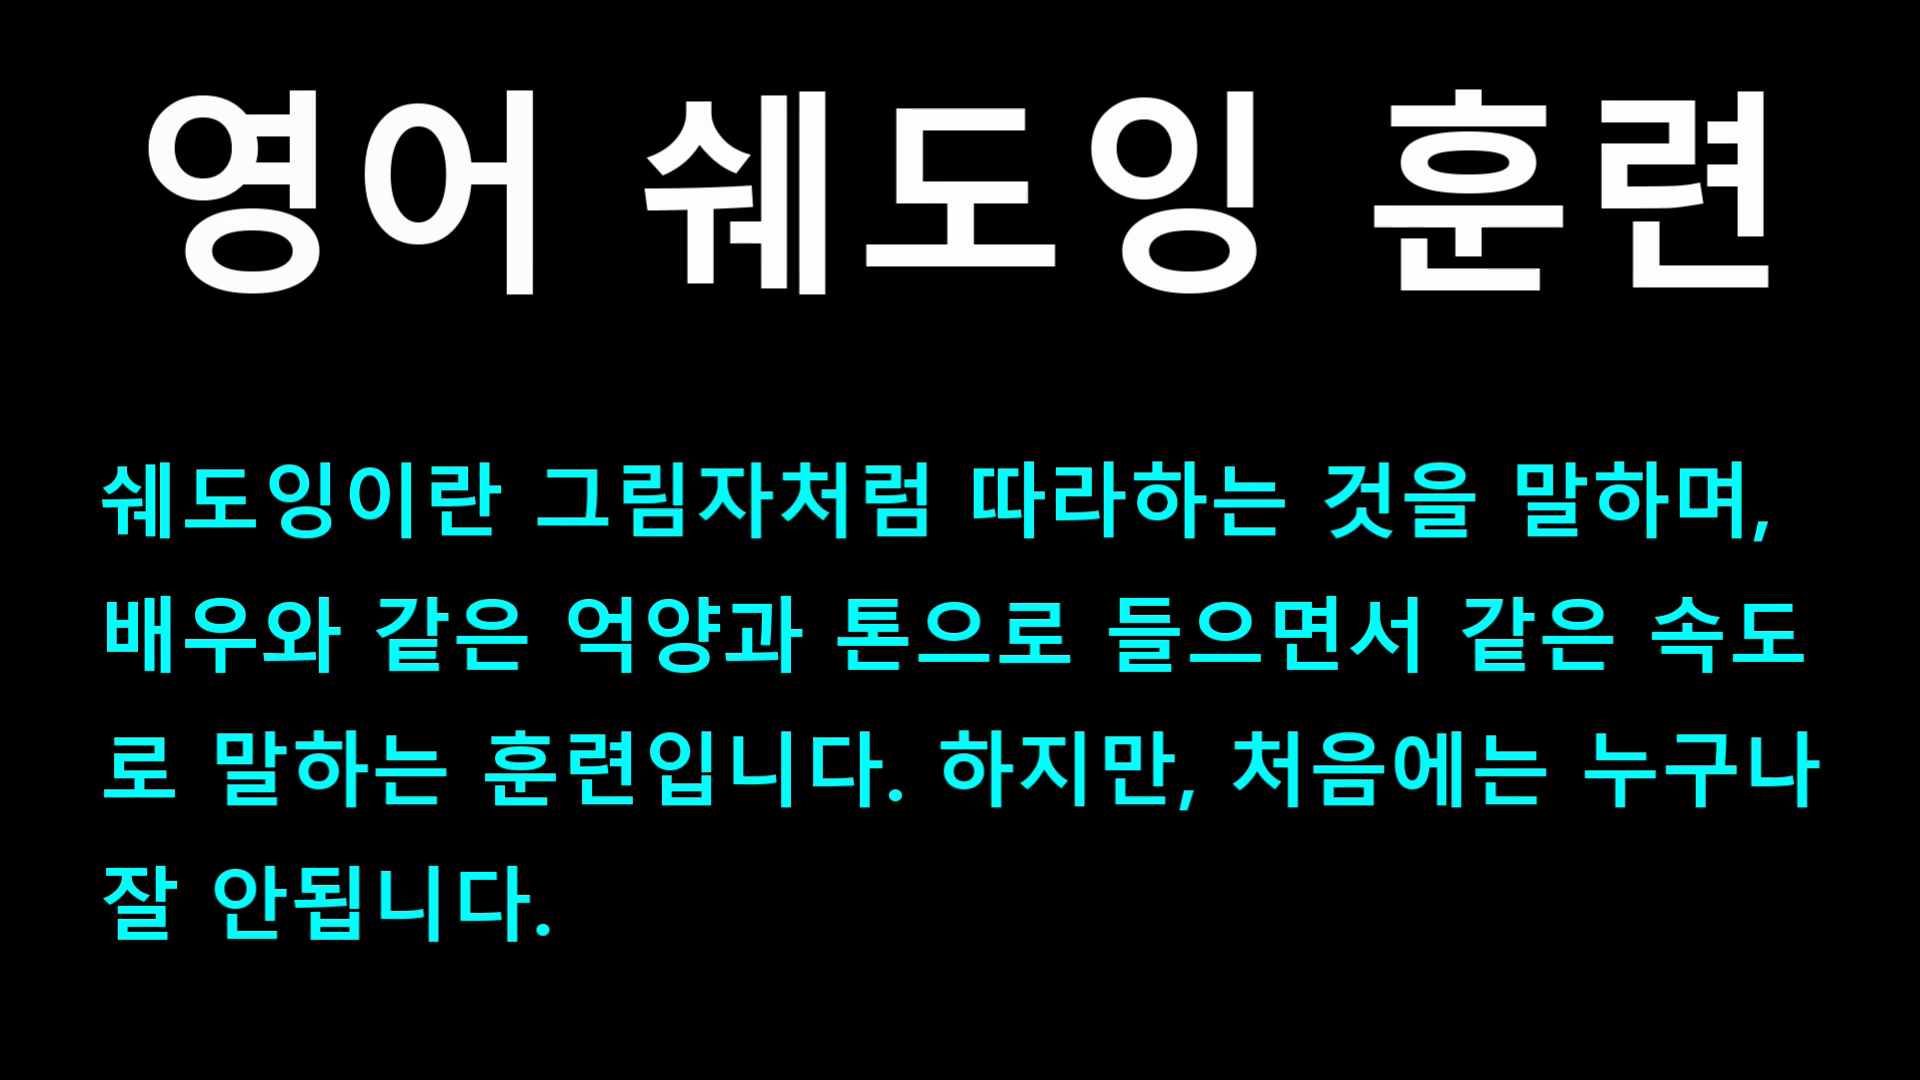 영어 쉐도잉 훈련
쉐도잉이란 그림자처럼 따라하는 것을 말하며,
배우와 같은 억양과 톤으로 들으면서 같은 속도
로 말하는 훈련입니다. 하지만, 처음에는 누구나
잘 안됩니다.